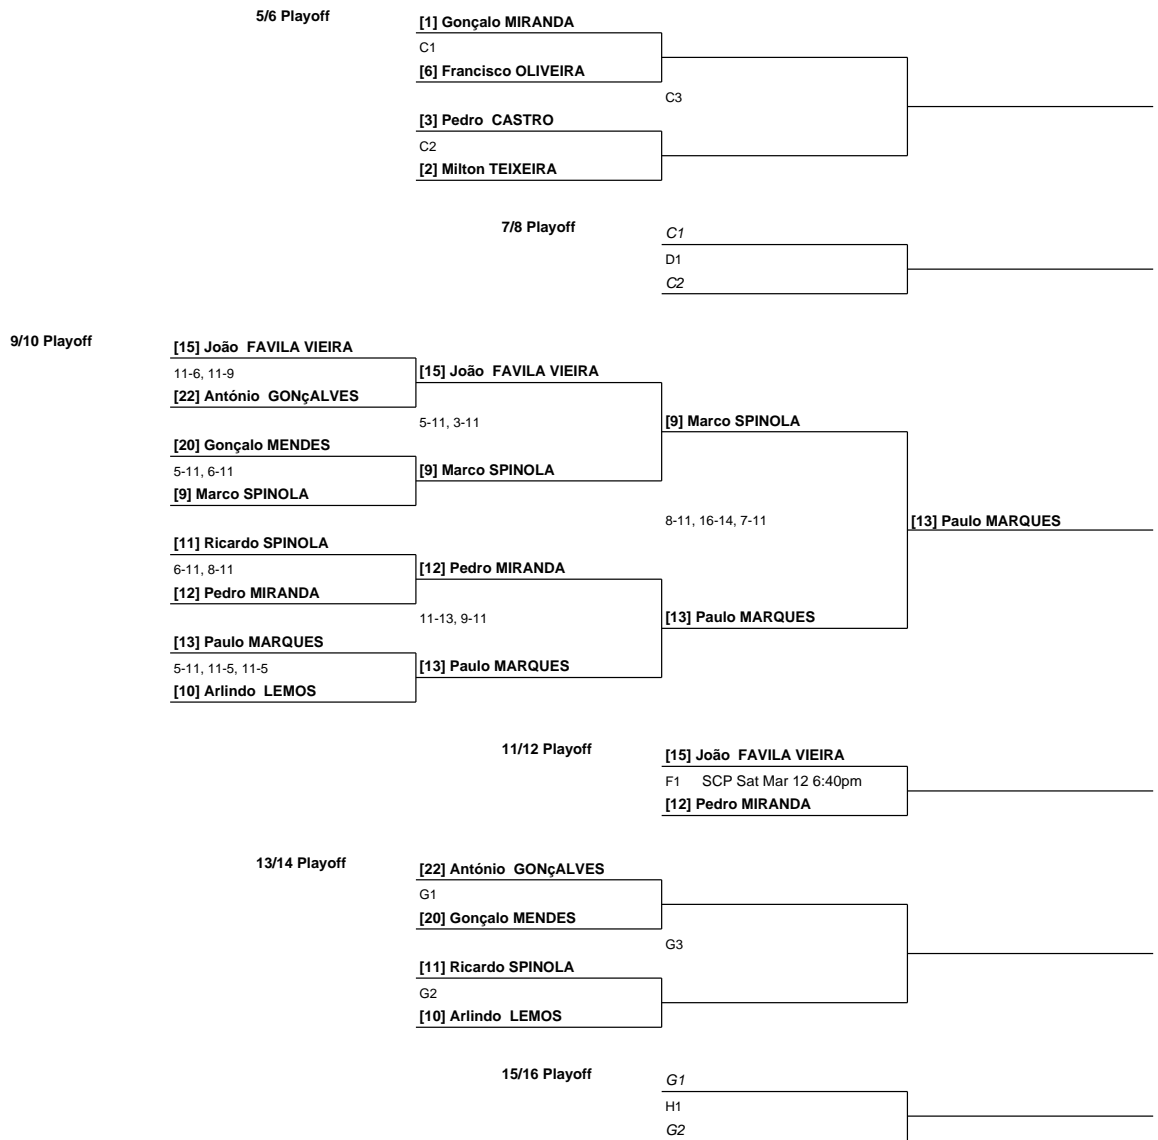 5/6 Playoff
[1] Gonçalo MIRANDA
C1
[6] Francisco OLIVEIRA
C3
[3] Pedro CASTRO
C2
[2] Milton TEIXEIRA
7/8 Playoff
C1
D1
C2
9/10 Playoff
[15] João FAVILA VIEIRA
11-6, 11-9
[15] João FAVILA VIEIRA
[22] António GONçALVES
5-11, 3-11
[9] Marco SPINOLA
[20] Gonçalo MENDES
5-11, 6-11
[9] Marco SPINOLA
[9] Marco SPINOLA
8-11, 16-14, 7-11
[13] Paulo MARQUES
[11] Ricardo SPINOLA
6-11, 8-11
[12] Pedro MIRANDA
[12] Pedro MIRANDA
11-13, 9-11
[13] Paulo MARQUES
[13] Paulo MARQUES
5-11, 11-5, 11-5
[13] Paulo MARQUES
[10] Arlindo LEMOS
11/12 Playoff
[15] João FAVILA VIEIRA
F1 SCP Sat Mar 12 6:40pm
[12] Pedro MIRANDA
13/14 Playoff
[22] António GONçALVES
G1
[20] Gonçalo MENDES
G3
[11] Ricardo SPINOLA
G2
[10] Arlindo LEMOS
15/16 Playoff
G1
H1
G2